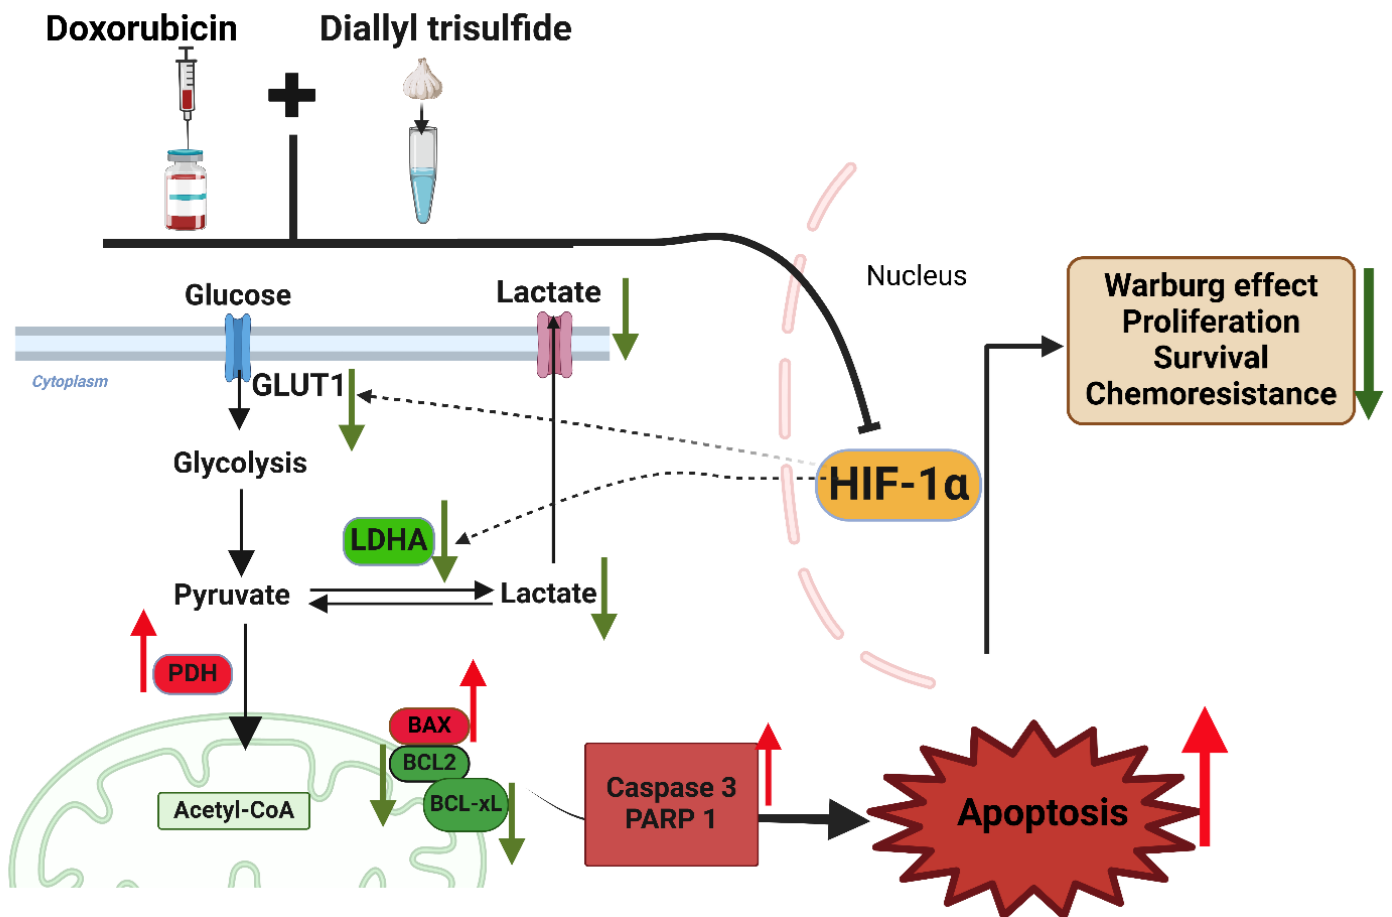 Doxorubicin
Diallyl trisulfide
Nucleus
Glucose
Lactate
Warburg effect
Proliferation
Survival
Chemoresistance
Cytoplasm
GLUT1
Glycolysis
HIF-1α
LDHA
Pyruvate
Lactate
PDH
BAX
BCL2
BCL-xL
Acetyl-CoA
Caspase 3
PARP 1
Apoptosis